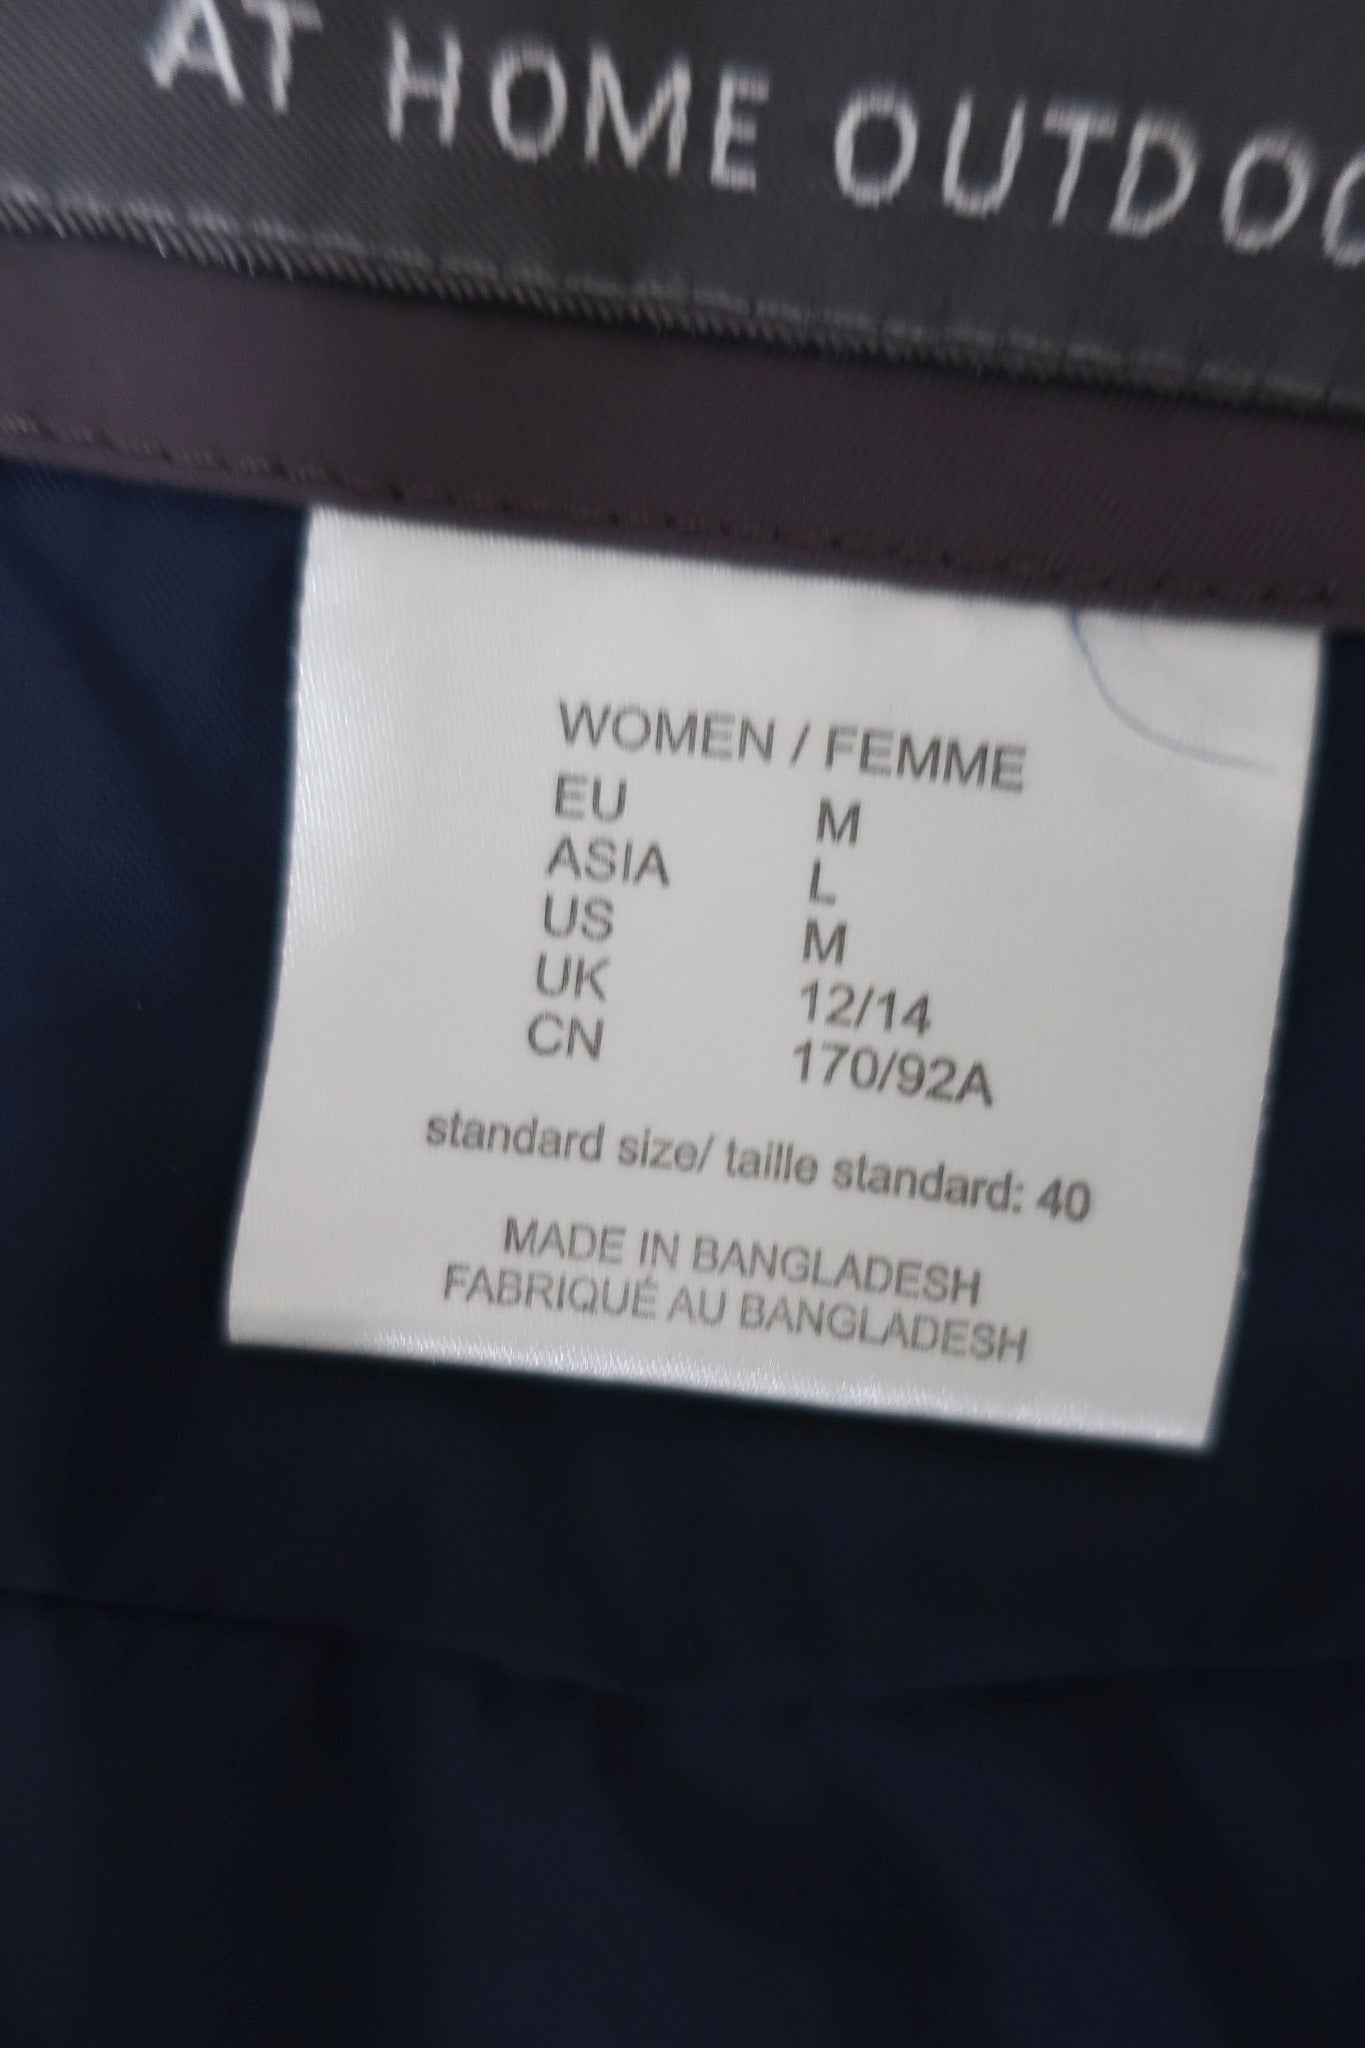 AT HOME OUTDOO
WOMEN / FEMME
EU M
ASIA L
US M
UK 12/14
CN 170/92A
standard size/ taille standard: 40
MADE IN BANGLADESH
FABRIQUÉ AU BANGLADESH